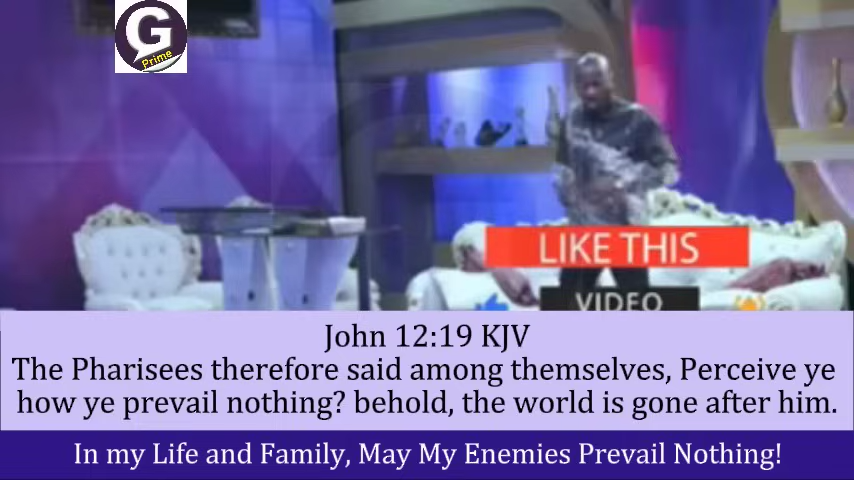 G
Prime
LIKE THIS
VIDEO
John 12:19 KJV
The Pharisees therefore said among themselves, Perceive ye
how ye prevail nothing? behold, the world is gone after him.
In my Life and Family, May My Enemies Prevail Nothing!